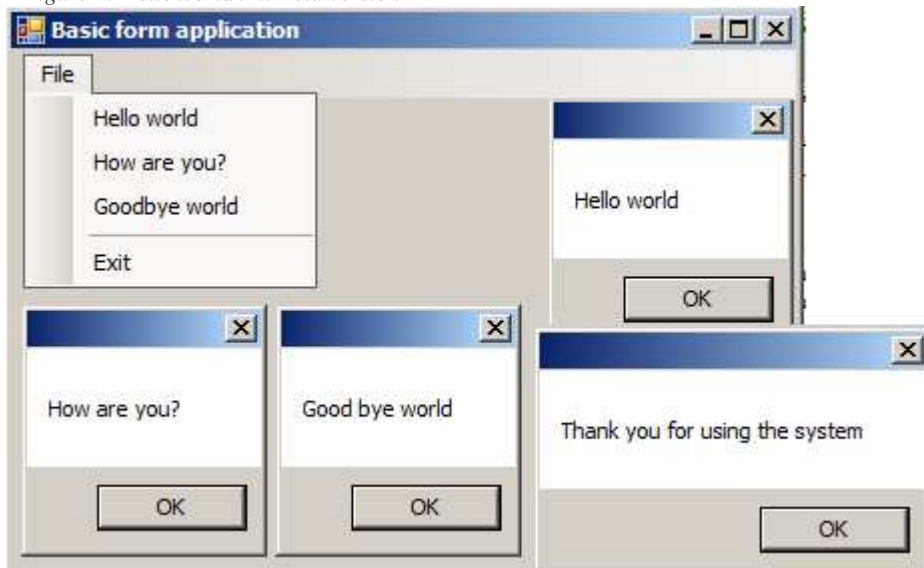 Basic form application
File
Hello world
How are you?
Goodbye world
Exit
Hello world
OK
How are you?
OK
Good bye world
OK
Thank you for using the system
OK